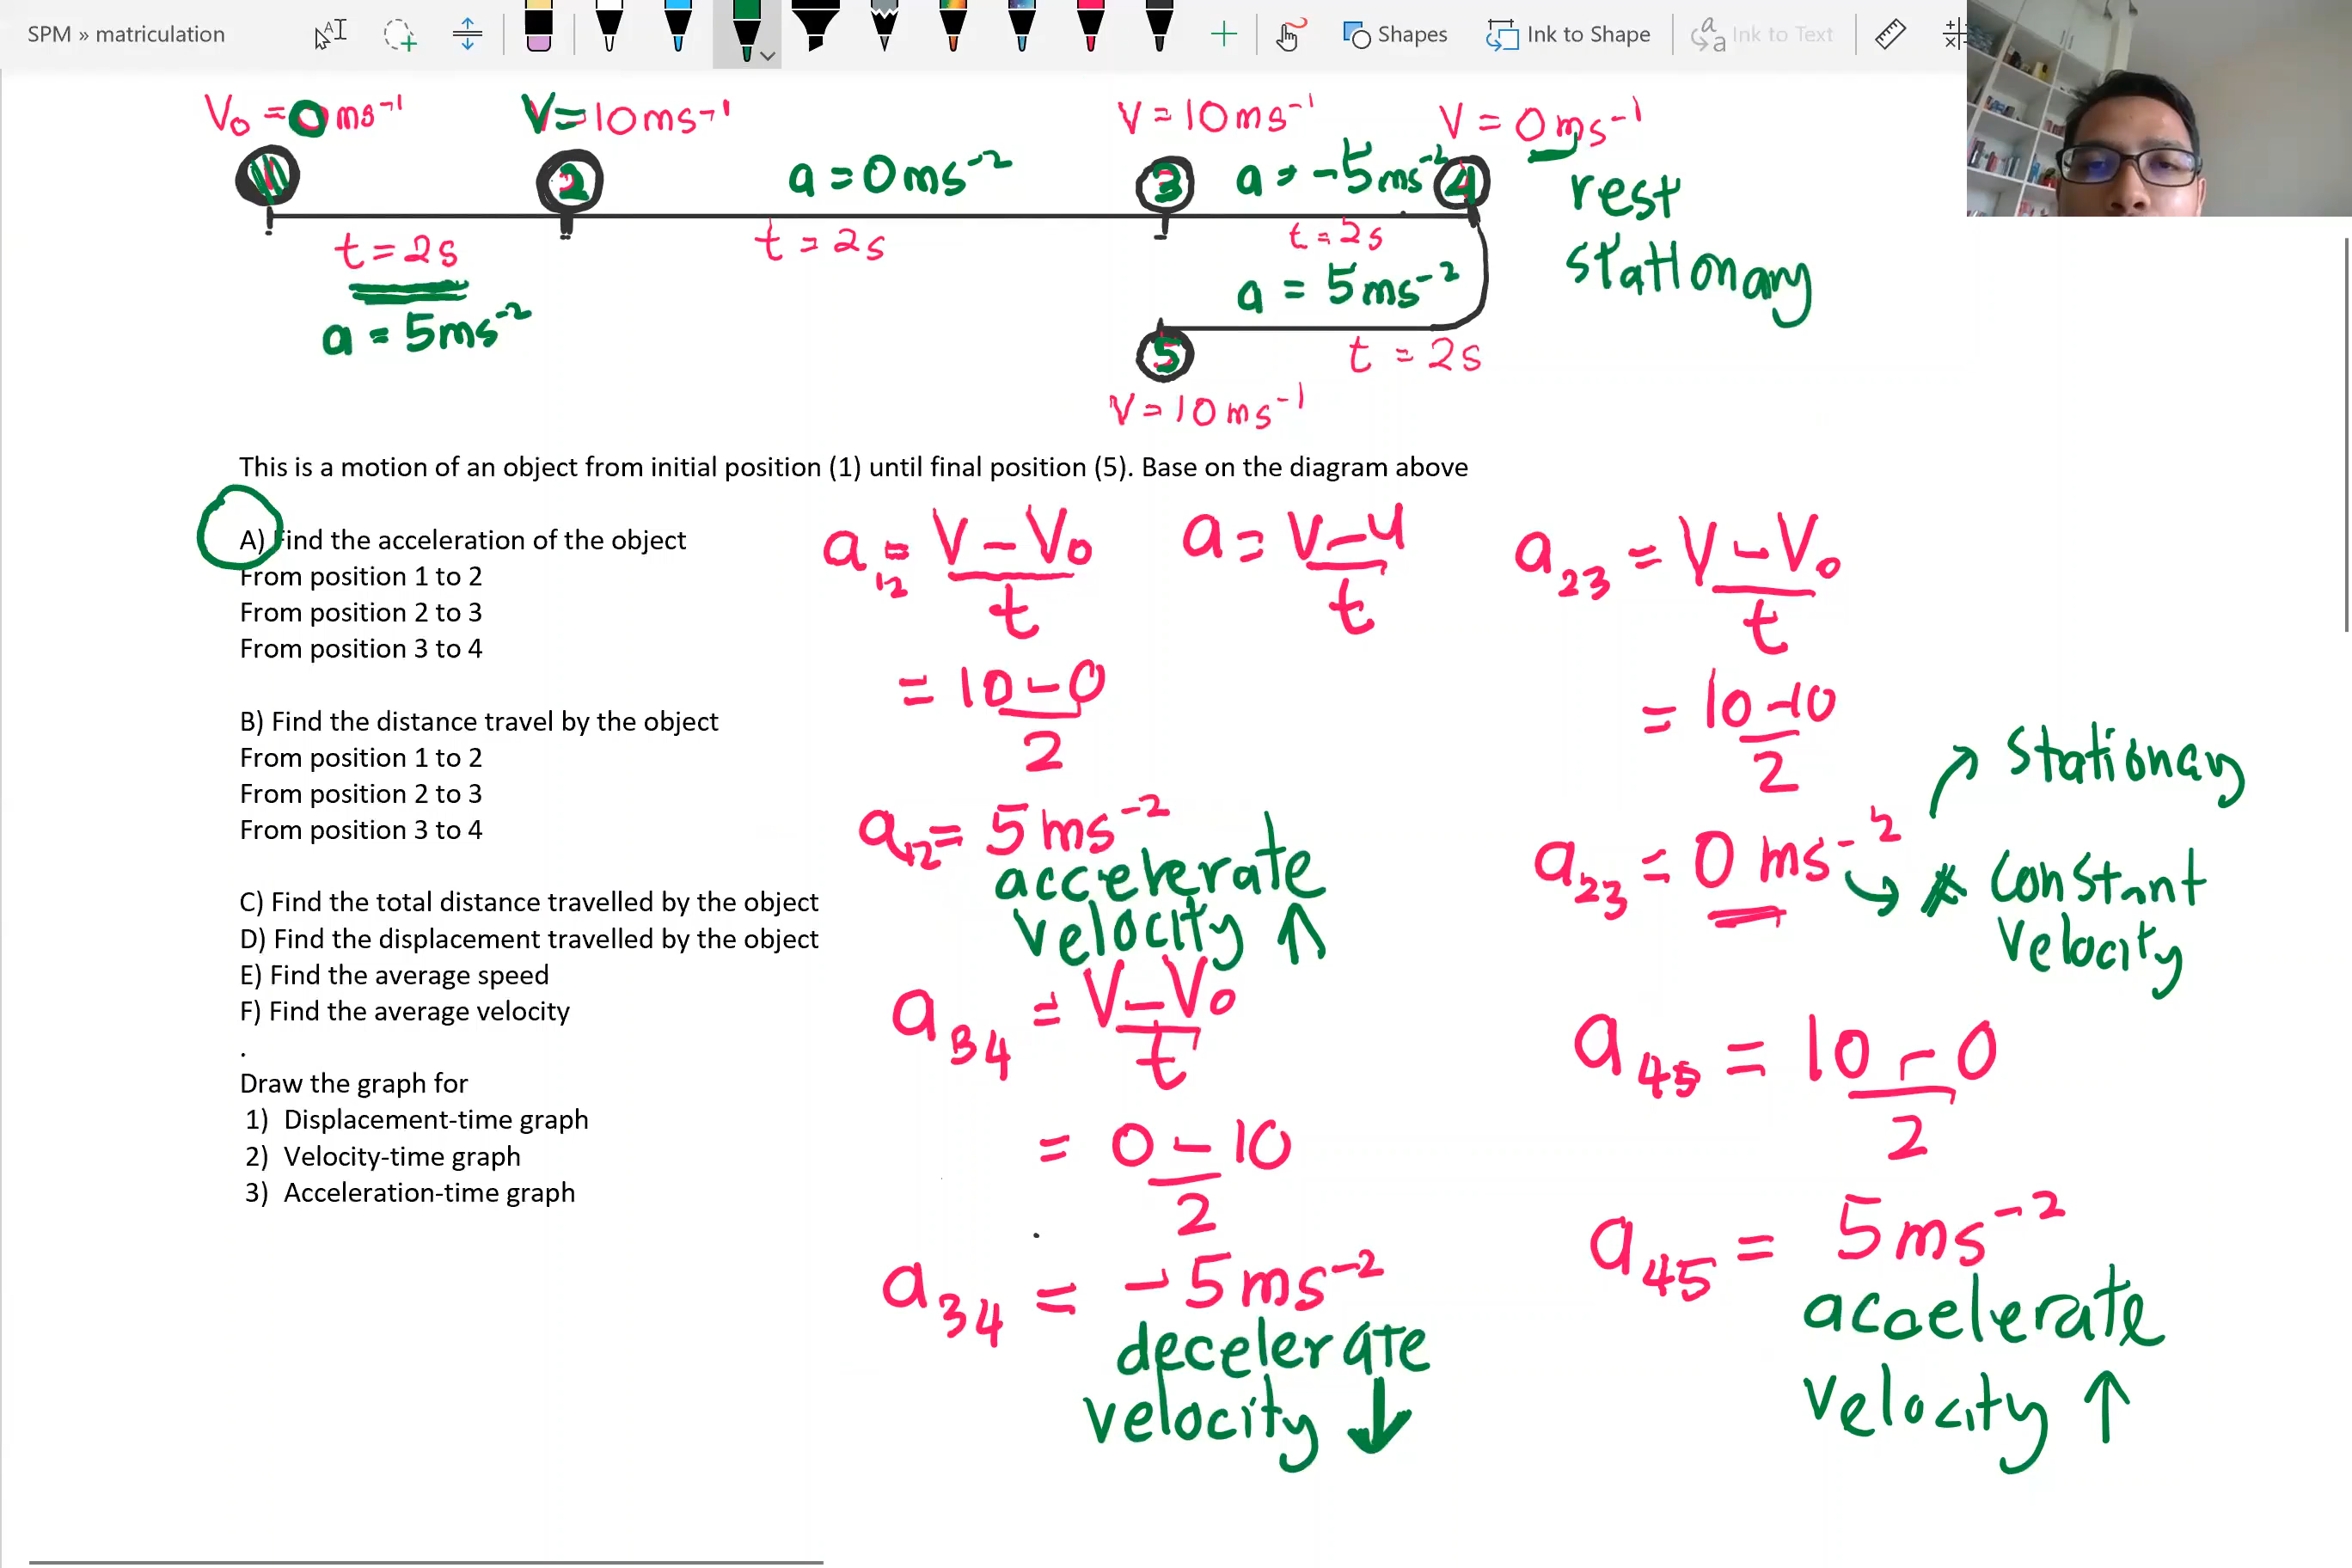 SPM » matriculation
Shapes
Ink to Shape
Ink to Text
V₀ = 0 ms⁻¹
V = 10 ms⁻¹
V = 10 ms⁻¹
V = 0 ms⁻¹
1
2
a = 0 ms⁻²
3
a = -5 ms⁻²
4
rest
stationary
t = 2s
t = 2s
t = 2s
a = 5 ms⁻²
a = 5 ms⁻²
5
t = 2s
V = 10 ms⁻¹
This is a motion of an object from initial position (1) until final position (5). Base on the diagram above
A) Find the acceleration of the object
From position 1 to 2
From position 2 to 3
From position 3 to 4
B) Find the distance travel by the object
From position 1 to 2
From position 2 to 3
From position 3 to 4
C) Find the total distance travelled by the object
D) Find the displacement travelled by the object
E) Find the average speed
F) Find the average velocity
.
Draw the graph for
1) Displacement-time graph
2) Velocity-time graph
3) Acceleration-time graph
a₁₂ = V - V₀
t
= 10 - 0
2
a₁₂ = 5 ms⁻²
accelerate
velocity ↑
a = V - u
t
a₂₃ = V - V₀
t
= 10 - 10
2
a₂₃ = 0 ms⁻²
stationary
* constant
velocity
a₃₄ = V - V₀
t
= 0 - 10
2
a₃₄ = -5 ms⁻²
decelerate
velocity ↓
a₄₅ = 10 - 0
2
a₄₅ = 5 ms⁻²
accelerate
velocity ↑